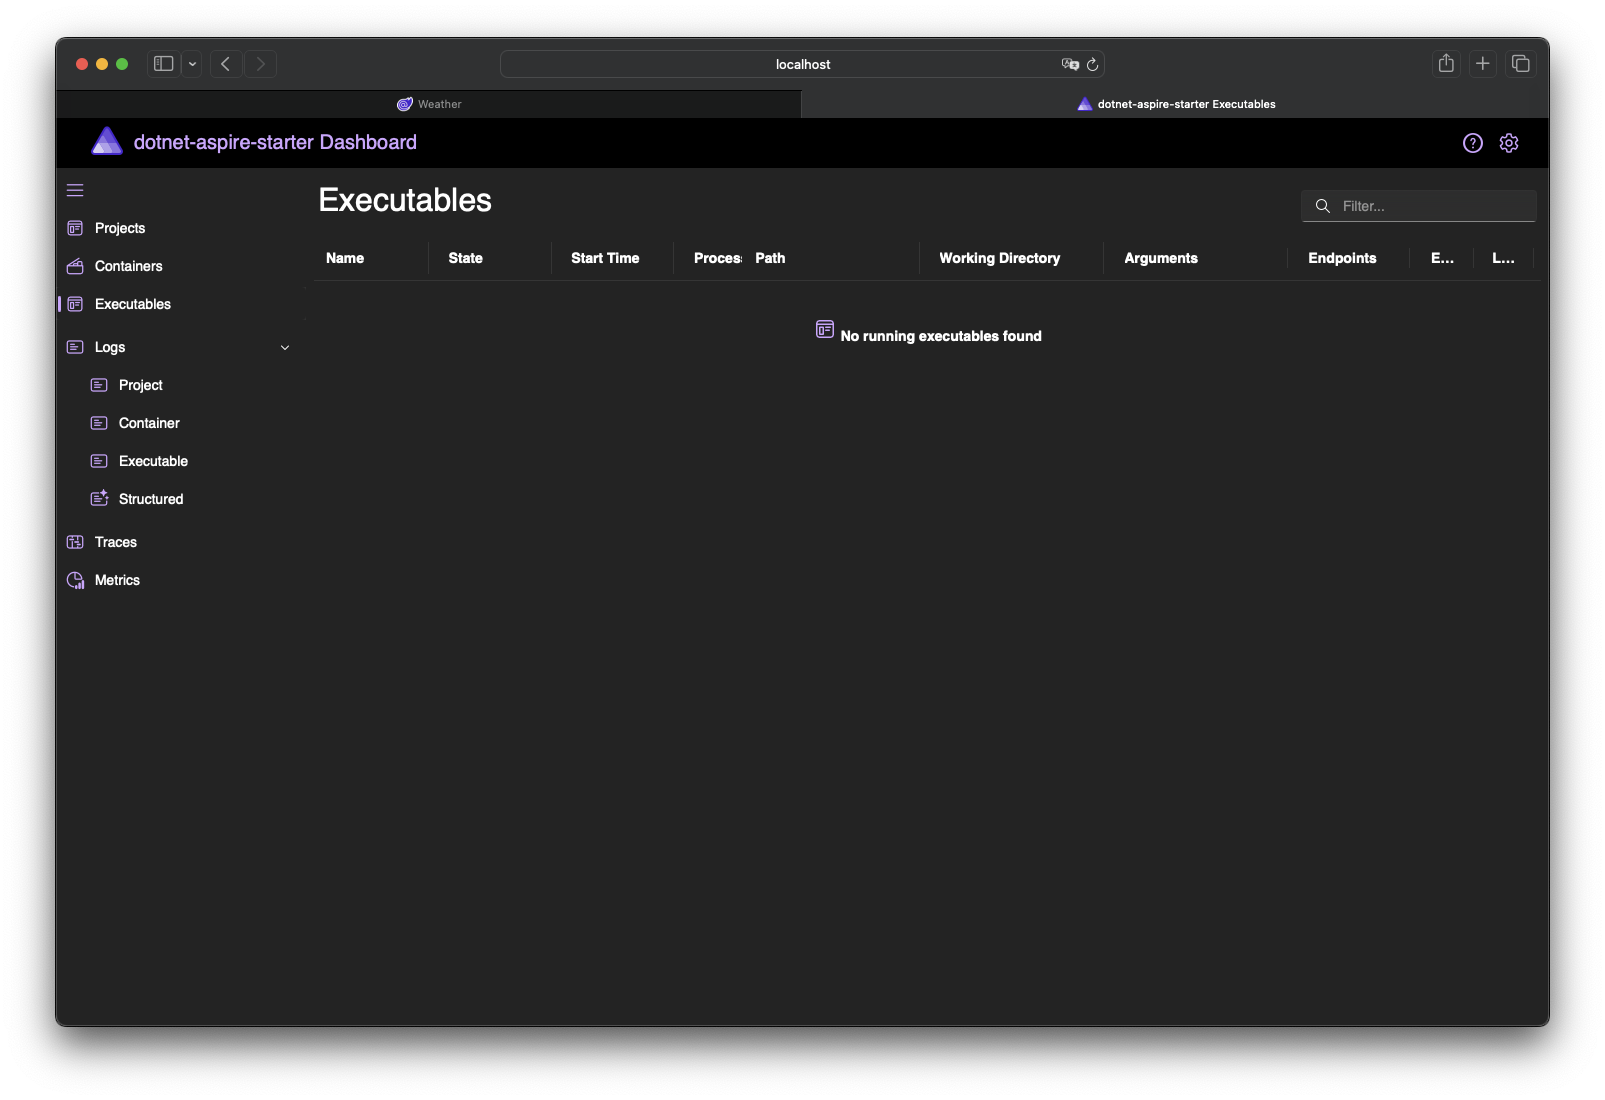 localhost
Weather
dotnet-aspire-starter Executables
dotnet-aspire-starter Dashboard
Executables
Filter...
Projects
Containers
Executables
Logs
Project
Container
Executable
Structured
Traces
Metrics
Name State Start Time Proces Path Working Directory Arguments Endpoints E... L...
No running executables found